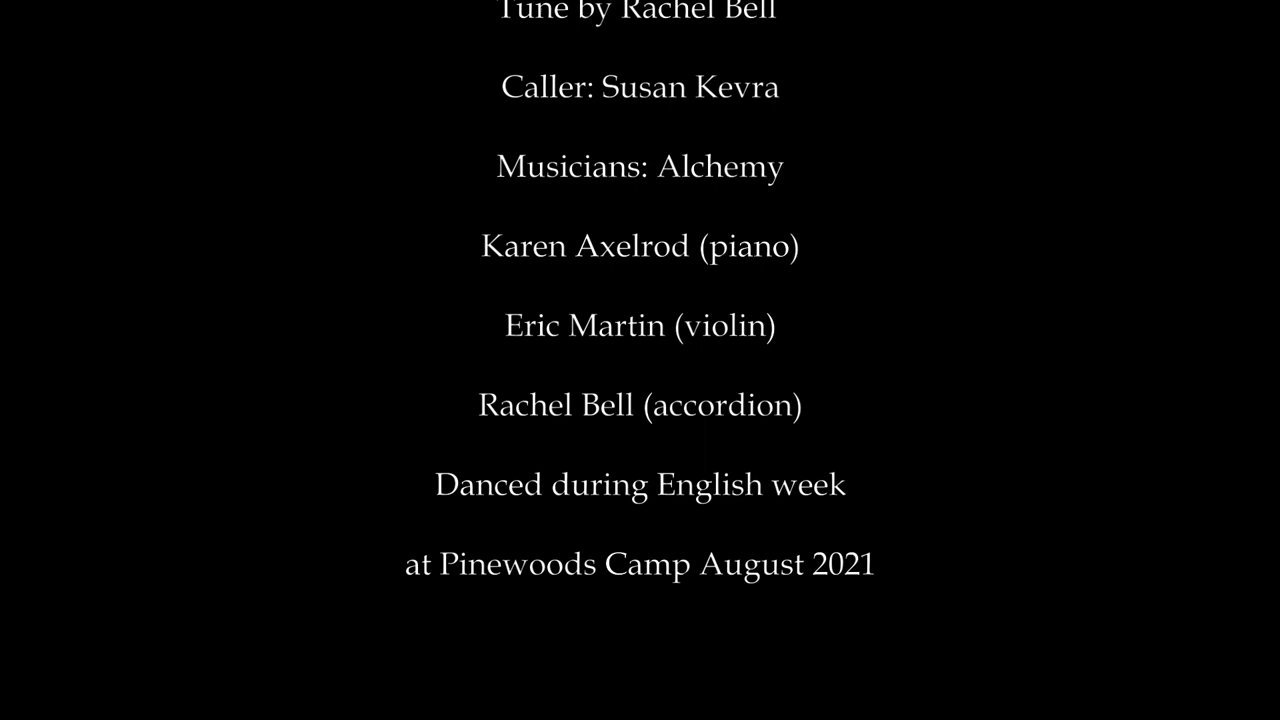 Tune by Rachel Bell
Caller: Susan Kevra
Musicians: Alchemy
Karen Axelrod (piano)
Eric Martin (violin)
Rachel Bell (accordion)
Danced during English week
at Pinewoods Camp August 2021